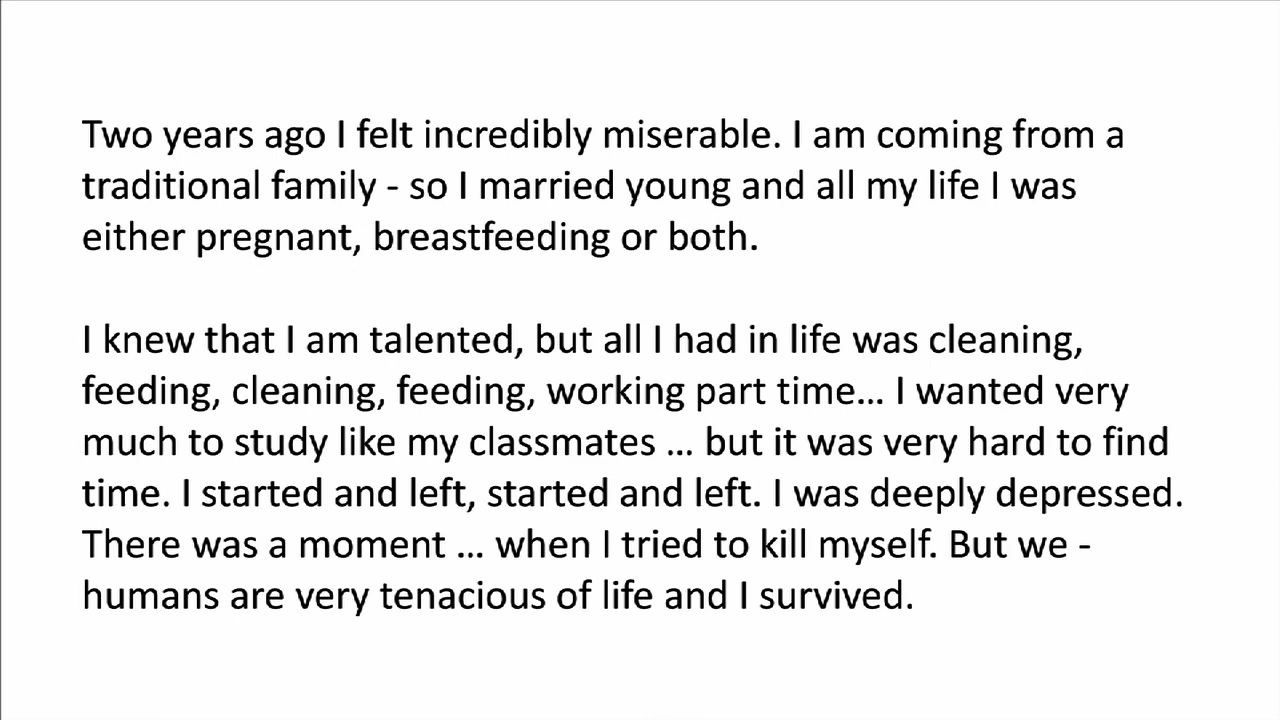 Two years ago I felt incredibly miserable. I am coming from a
traditional family - so I married young and all my life I was
either pregnant, breastfeeding or both.
I knew that I am talented, but all I had in life was cleaning,
feeding, cleaning, feeding, working part time... I wanted very
much to study like my classmates ... but it was very hard to find
time. I started and left, started and left. I was deeply depressed.
There was a moment ... when I tried to kill myself. But we -
humans are very tenacious of life and I survived.